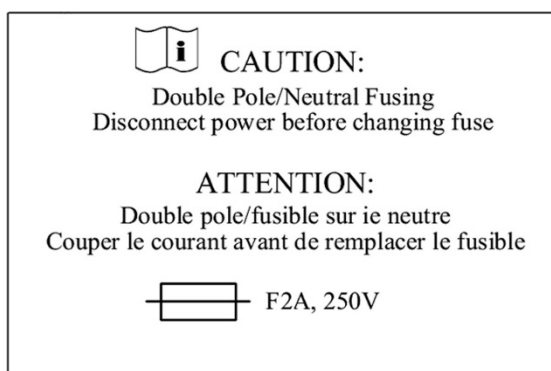 i CAUTION:
Double Pole/Neutral Fusing
Disconnect power before changing fuse
ATTENTION:
Double pole/fusible sur ie neutre
Couper le courant avant de remplacer le fusible
F2A, 250V